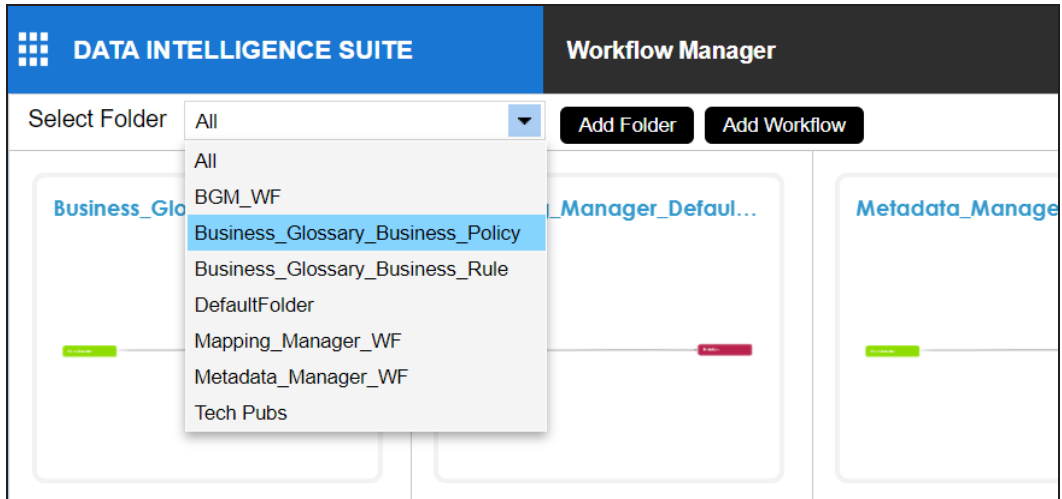 DATA INTELLIGENCE SUITE
Workflow Manager
Select Folder
All
Add Folder
Add Workflow
All
BGM_WF
Business_Glossary_Business_Policy
Business_Glossary_Business_Rule
DefaultFolder
Mapping_Manager_WF
Metadata_Manager_WF
Tech Pubs
Business_Glo
_Manager_Defaul...
Metadata_Manage